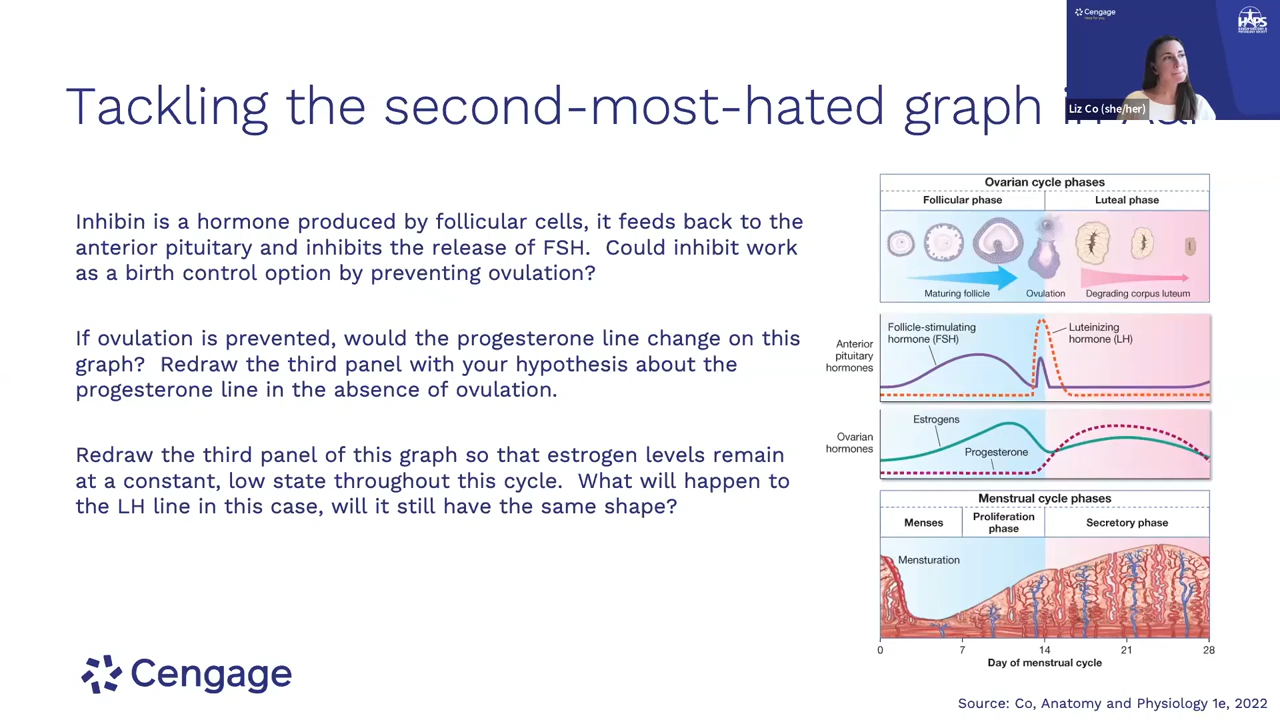 Cengage
HAPS
Liz Co (she/her)
Tackling the second-most-hated graph in A&P
Inhibin is a hormone produced by follicular cells, it feeds back to the
anterior pituitary and inhibits the release of FSH. Could inhibit work
as a birth control option by preventing ovulation?
If ovulation is prevented, would the progesterone line change on this
graph? Redraw the third panel with your hypothesis about the
progesterone line in the absence of ovulation.
Redraw the third panel of this graph so that estrogen levels remain
at a constant, low state throughout this cycle. What will happen to
the LH line in this case, will it still have the same shape?
Ovarian cycle phases
Follicular phase
Luteal phase
Maturing follicle
Ovulation
Degrading corpus luteum
Anterior
pituitary
hormones
Follicle-stimulating
hormone (FSH)
Luteinizing
hormone (LH)
Ovarian
hormones
Estrogens
Progesterone
Menstrual cycle phases
Menses
Proliferation
phase
Secretory phase
Mensturation
0 7 14 21 28
Day of menstrual cycle
Cengage
Source: Co, Anatomy and Physiology 1e, 2022